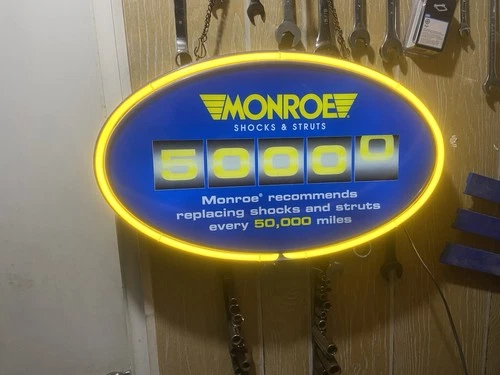 MONROE
SHOCKS & STRUTS
50000
Monroe® recommends
replacing shocks and struts
every 50,000 miles